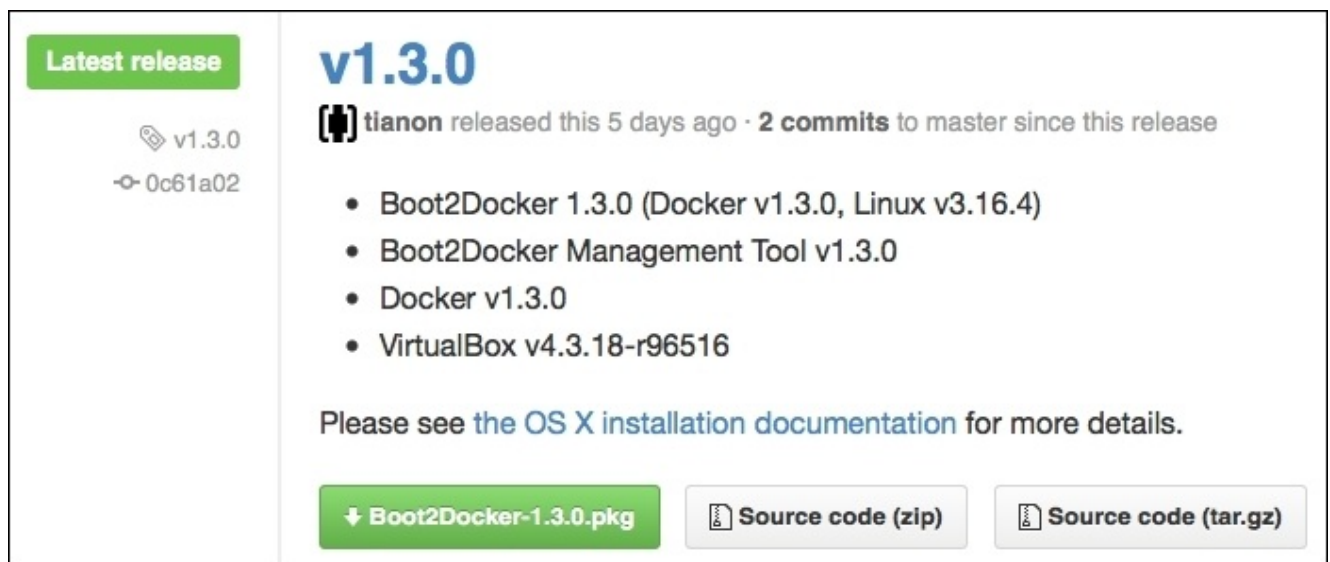 Latest release
v1.3.0
0c61a02
v1.3.0
tianon released this 5 days ago · 2 commits to master since this release
• Boot2Docker 1.3.0 (Docker v1.3.0, Linux v3.16.4)
• Boot2Docker Management Tool v1.3.0
• Docker v1.3.0
• VirtualBox v4.3.18-r96516
Please see the OS X installation documentation for more details.
Boot2Docker-1.3.0.pkg
Source code (zip)
Source code (tar.gz)